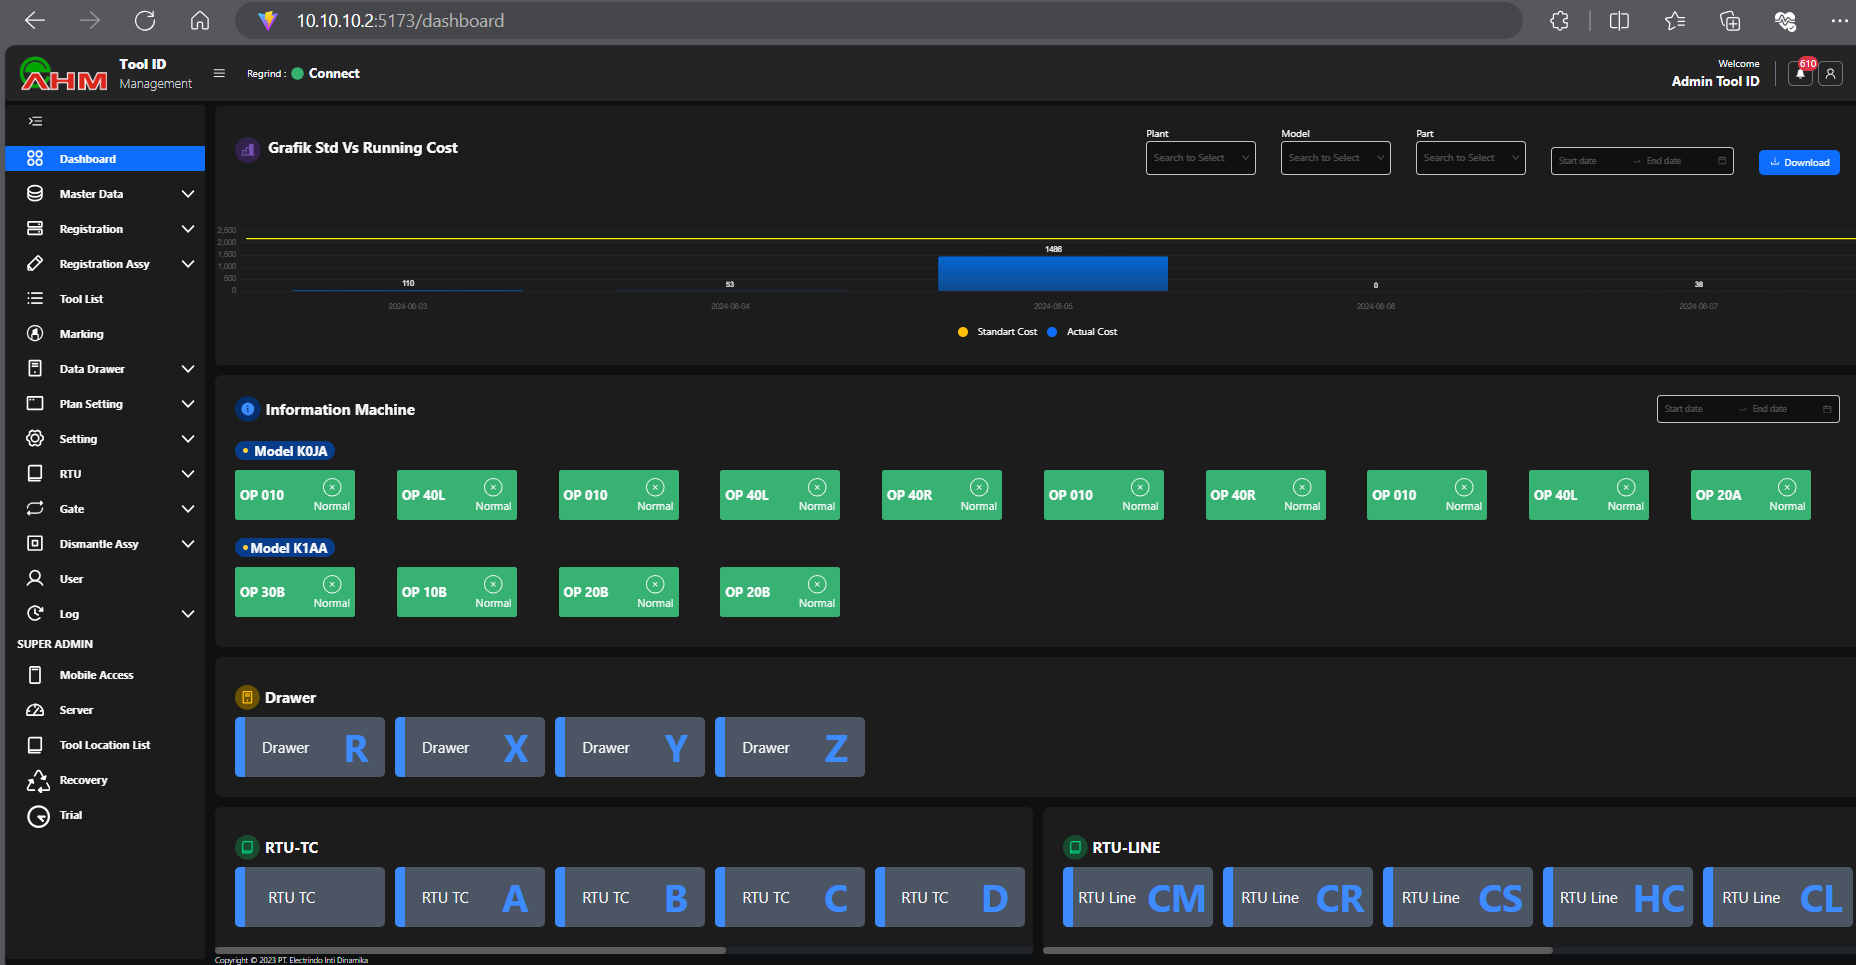 10.10.10.2:5173/dashboard
AHM
Tool ID
Management
Regrind : Connect
Welcome
Admin Tool ID
610
Dashboard
Master Data
Registration
Registration Assy
Tool List
Marking
Data Drawer
Plan Setting
Setting
RTU
Gate
Dismantle Assy
User
Log
SUPER ADMIN
Mobile Access
Server
Tool Location List
Recovery
Trial
Grafik Std Vs Running Cost
Plant
Search to Select
Model
Search to Select
Part
Search to Select
Start date
End date
Download
2,500
2,000
1,500
1,000
500
0
110
53
1486
0
38
2024-06-03
2024-06-04
2024-06-05
2024-06-06
2024-06-07
Standart Cost
Actual Cost
Information Machine
Start date
End date
Model K0JA
OP 010 Normal
OP 40L Normal
OP 010 Normal
OP 40L Normal
OP 40R Normal
OP 010 Normal
OP 40R Normal
OP 010 Normal
OP 40L Normal
OP 20A Normal
Model K1AA
OP 30B Normal
OP 10B Normal
OP 20B Normal
OP 20B Normal
Drawer
Drawer R
Drawer X
Drawer Y
Drawer Z
RTU-TC
RTU TC
RTU TC A
RTU TC B
RTU TC C
RTU TC D
RTU-LINE
RTU Line CM
RTU Line CR
RTU Line CS
RTU Line HC
RTU Line CL
Copyright © 2023 PT. Electrindo Inti Dinamika